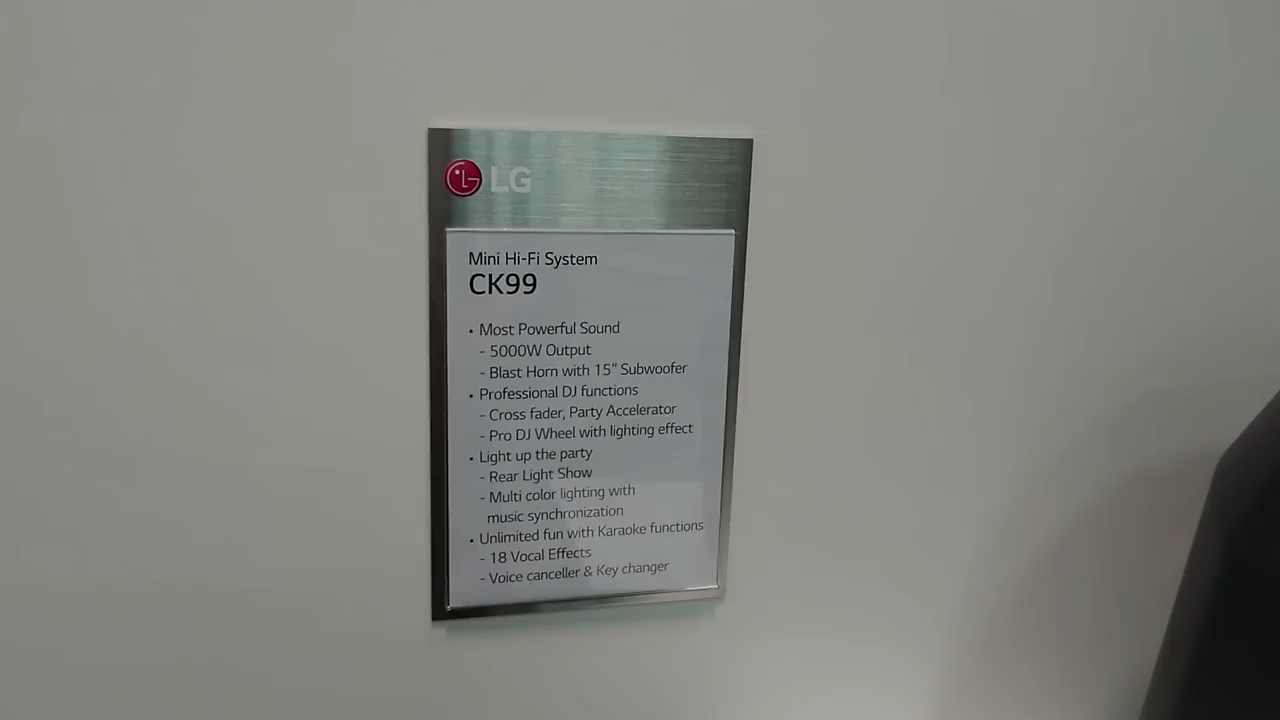 LG
Mini Hi-Fi System
CK99
• Most Powerful Sound
- 5000W Output
- Blast Horn with 15" Subwoofer
• Professional DJ functions
- Cross fader, Party Accelerator
- Pro DJ Wheel with lighting effect
• Light up the party
- Rear Light Show
- Multi color lighting with
music synchronization
• Unlimited fun with Karaoke functions
- 18 Vocal Effects
- Voice canceller & Key changer